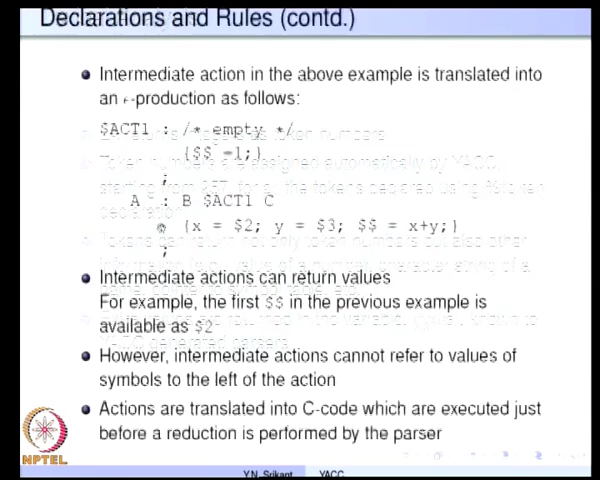 Declarations and Rules (contd.)
Intermediate action in the above example is translated into
an ϵ-production as follows:
$ACT1 : /* empty */
{$$ =1;}
;
A : B $ACT1 C
{x = $2; y = $3; $$ = x+y;}
;
Intermediate actions can return values
For example, the first $$ in the previous example is
available as $2
However, intermediate actions cannot refer to values of
symbols to the left of the action
Actions are translated into C-code which are executed just
before a reduction is performed by the parser
NPTEL
Y.N. Srikant YACC